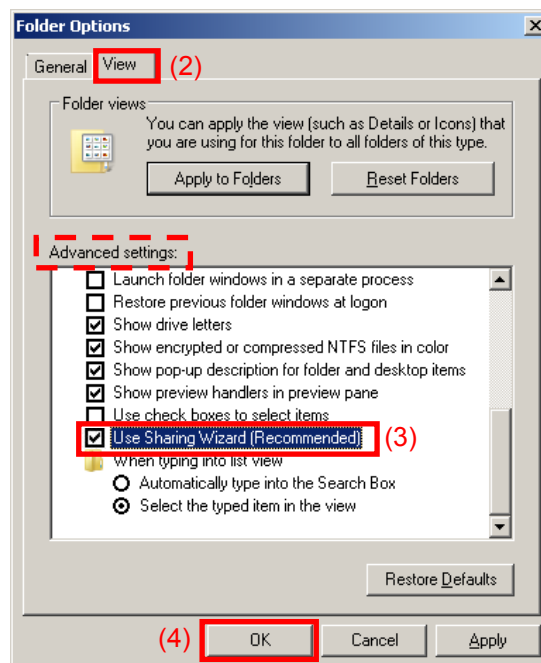 Folder Options
General
View
(2)
Folder views
You can apply the view (such as Details or Icons) that
you are using for this folder to all folders of this type.
Apply to Folders
Reset Folders
Advanced settings:
Launch folder windows in a separate process
Restore previous folder windows at logon
Show drive letters
Show encrypted or compressed NTFS files in color
Show pop-up description for folder and desktop items
Show preview handlers in preview pane
Use check boxes to select items
Use Sharing Wizard (Recommended)
(3)
When typing into list view
Automatically type into the Search Box
Select the typed item in the view
Restore Defaults
(4)
OK
Cancel
Apply